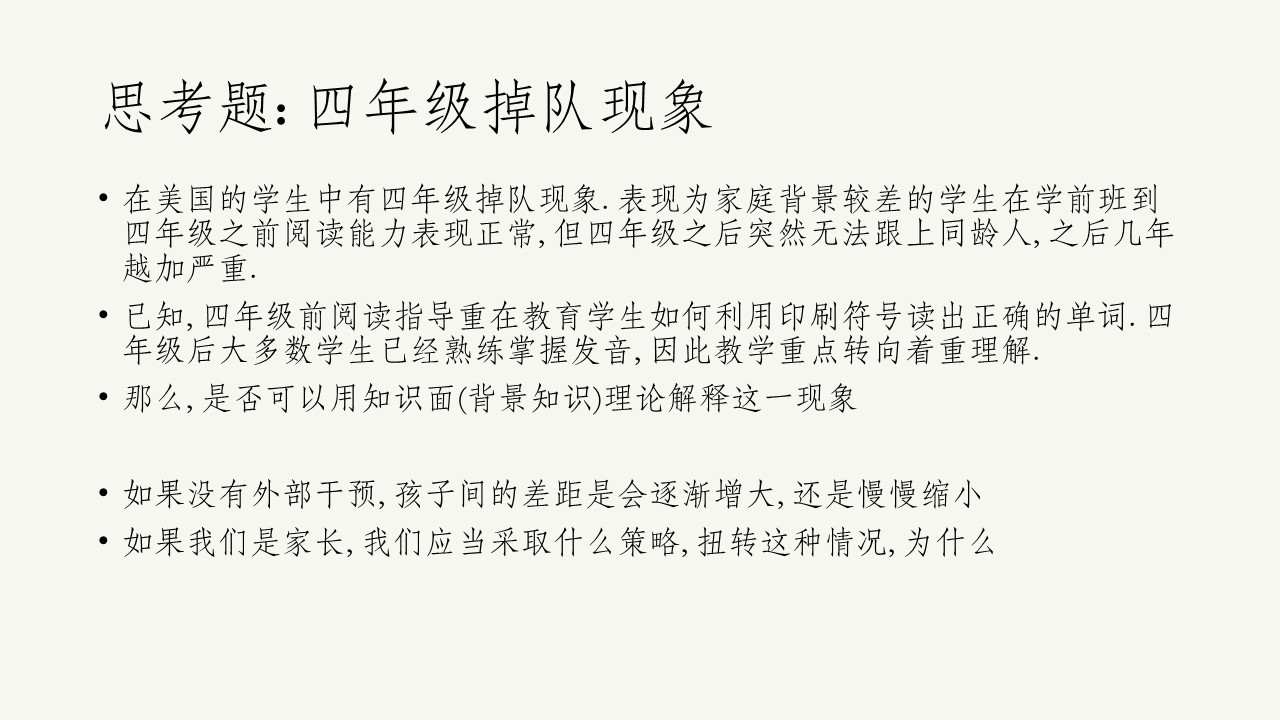 思考题: 四年级掉队现象
• 在美国的学生中有四年级掉队现象. 表现为家庭背景较差的学生在学前班到
四年级之前阅读能力表现正常, 但四年级之后突然无法跟上同龄人, 之后几年
越加严重.
• 已知, 四年级前阅读指导重在教育学生如何利用印刷符号读出正确的单词. 四
年级后大多数学生已经熟练掌握发音, 因此教学重点转向着重理解.
• 那么, 是否可以用知识面(背景知识)理论解释这一现象
• 如果没有外部干预, 孩子间的差距是会逐渐增大, 还是慢慢缩小
• 如果我们是家长, 我们应当采取什么策略, 扭转这种情况, 为什么